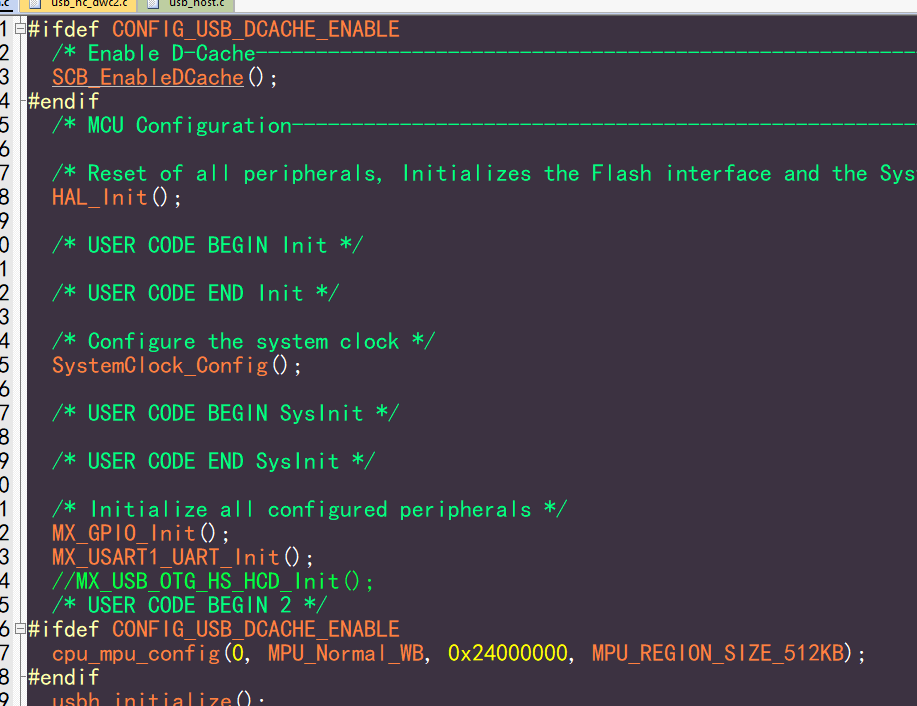 .c usb_hc_dwc2.c usb_host.c
1 #ifdef CONFIG_USB_DCACHE_ENABLE
2 /* Enable D-Cache--------------------------------------------------------
3 SCB_EnableDCache();
4 #endif
5 /* MCU Configuration-----------------------------------------------------
6
7 /* Reset of all peripherals, Initializes the Flash interface and the Sys
8 HAL_Init();
9
0 /* USER CODE BEGIN Init */
1
2 /* USER CODE END Init */
3
4 /* Configure the system clock */
5 SystemClock_Config();
6
7 /* USER CODE BEGIN SysInit */
8
9 /* USER CODE END SysInit */
0
1 /* Initialize all configured peripherals */
2 MX_GPIO_Init();
3 MX_USART1_UART_Init();
4 //MX_USB_OTG_HS_HCD_Init();
5 /* USER CODE BEGIN 2 */
6 #ifdef CONFIG_USB_DCACHE_ENABLE
7 cpu_mpu_config(0, MPU_Normal_WB, 0x24000000, MPU_REGION_SIZE_512KB);
8 #endif
9 usbh_initialize();